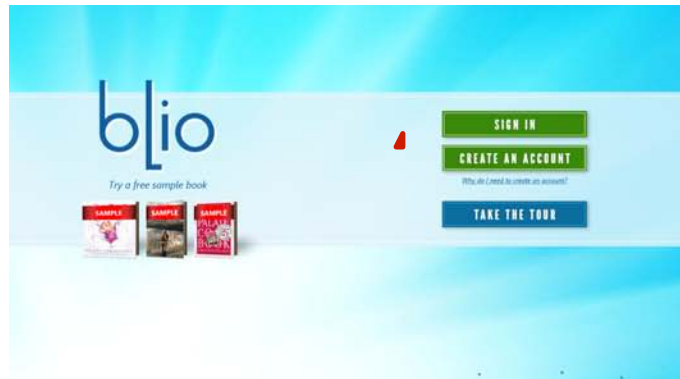 blio
Try a free sample book
SAMPLE
SAMPLE
SAMPLE
SIGN IN
CREATE AN ACCOUNT
Why do I need to create an account?
TAKE THE TOUR